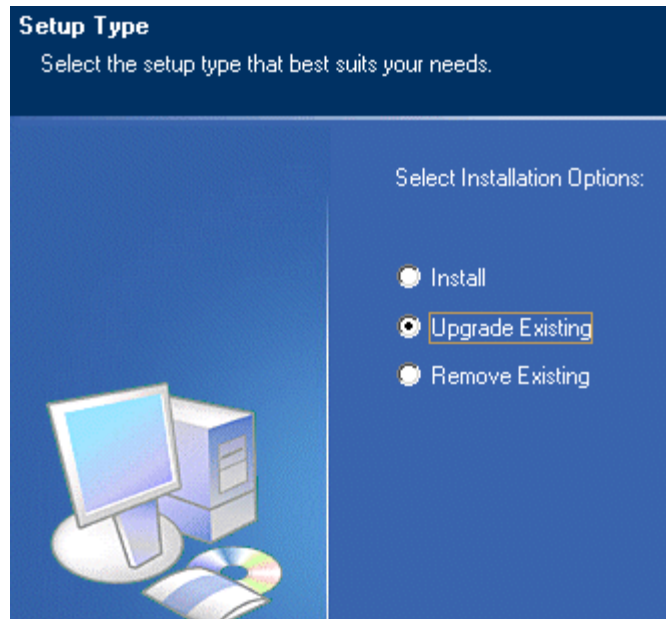 Setup Type
Select the setup type that best suits your needs.
Select Installation Options:
Install
Upgrade Existing
Remove Existing